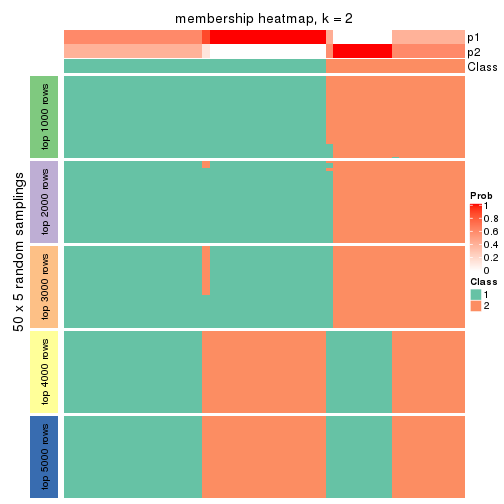 membership heatmap, k = 2
p1
p2
Class
50 x 5 random samplings
top 1000 rows
top 2000 rows
top 3000 rows
top 4000 rows
top 5000 rows
Prob
1
0.8
0.6
0.4
0.2
0
Class
1
2